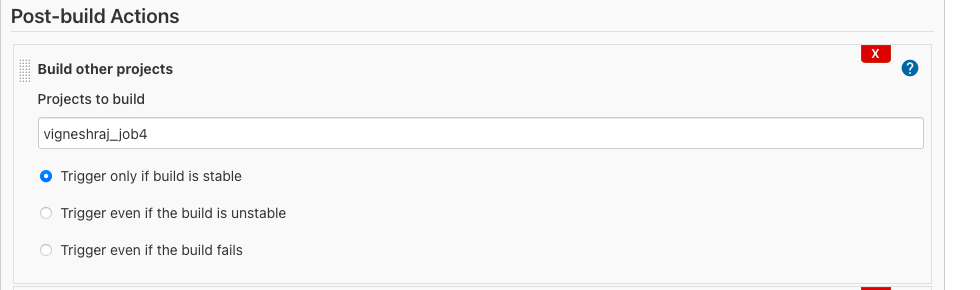 Post-build Actions
X
Build other projects
?
Projects to build
vigneshraj_job4
Trigger only if build is stable
Trigger even if the build is unstable
Trigger even if the build fails